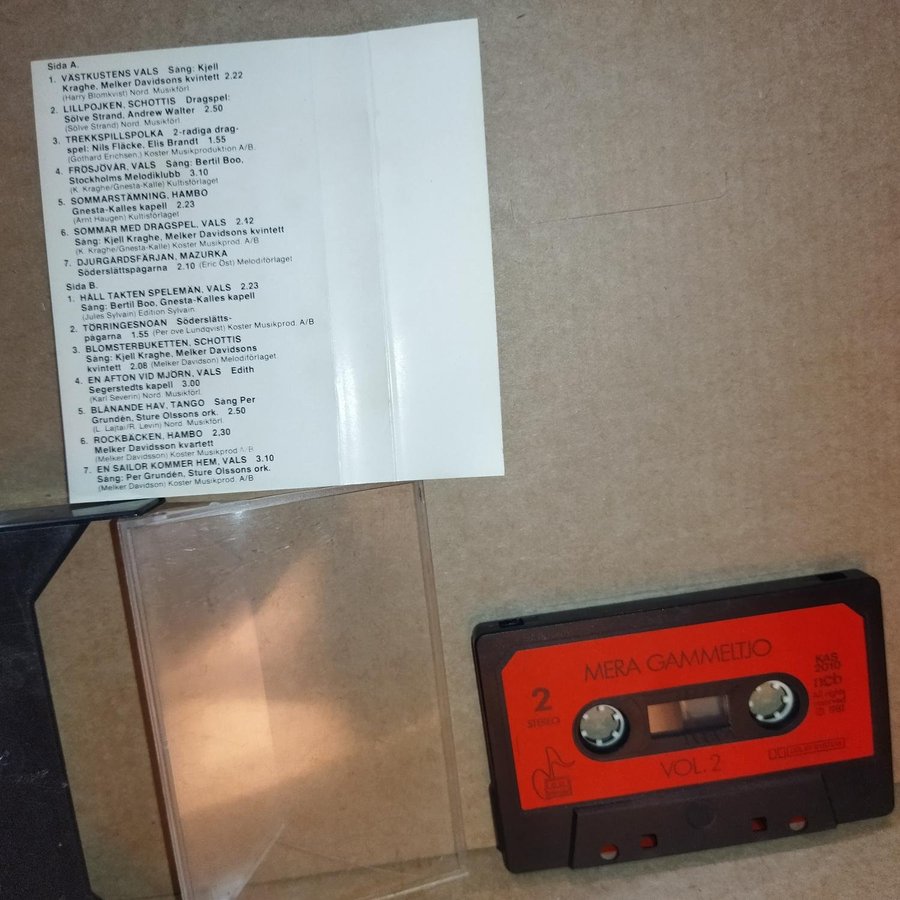 Sida A.
1. VÄSTKUSTENS VALS Sång: Kjell
Kraghe, Melker Davidsons kvintett 2.22
(Harry Blomkvist) Nord. Musikförl.
2. LILLPOJKEN, SCHOTTIS Dragspel:
Sölve Strand, Andrew Walter 2.50
(Sölve Strand) Nord. Musikförl.
3. TREKKSPILLSPOLKA 2-radiga drag-
spel: Nils Fläcke, Elis Brandt 1.55
(Gothard Erichsen,) Koster Musikproduktion A/B.
4. FRÖSJÖVÅR, VALS Sång: Bertil Boo,
Stockholms Melodiklubb 3.10
(K. Kraghe/Gnesta-Kalle) Kultisförlaget
5. SOMMARSTÄMNING, HAMBO
Gnesta-Kalles kapell 2.23
(Arnt Haugen) Kultisförlaget
6. SOMMAR MED DRAGSPEL, VALS 2.42
Sång: Kjell Kraghe, Melker Davidsons kvintett
(K. Kraghe/Gnesta-Kalle) Koster Musikprod. A/B
7. DJURGÅRDSFÄRJAN, MAZURKA
Söderslättspågarna 2.10 (Eric Öst) Melodiförlaget
Sida B.
1. HÅLL TAKTEN SPELEMÄN, VALS 2.23
Sång: Bertil Boo, Gnesta-Kalles kapell
(Jules Sylvain) Edition Sylvain
2. TÖRRINGESNOAN Söderslätts-
pågarna 1.55 (Per ove Lundqvist) Koster Musikprod. A/B
3. BLOMSTERBUKETTEN, SCHOTTIS
Sång: Kjell Kraghe, Melker Davidsons
kvintett 2.08 (Melker Davidson) Melodiförlaget
4. EN AFTON VID MJÖRN, VALS Edith
Segerstedts kapell 3.00
(Karl Severin) Nord. Musikförl.
5. BLÅNANDE HAV, TANGO Sång Per
Grundén, Sture Olssons ork. 2.50
(L. Lajtai/R. Levin) Nord. Musikförl.
6. ROCKBACKEN, HAMBO 2.30
Melker Davidsson kvartett
(Melker Davidsson) Koster Musikprod. A/B
7. EN SAILOR KOMMER HEM, VALS 3.10
Sång: Per Grundén, Sture Olssons ork.
(Melker Davidson) Koster Musikprod. A/B
MERA GAMMELTJO
2
STEREO
KAS
2010
ncb
All rights
reserved
© 1981
VOL. 2